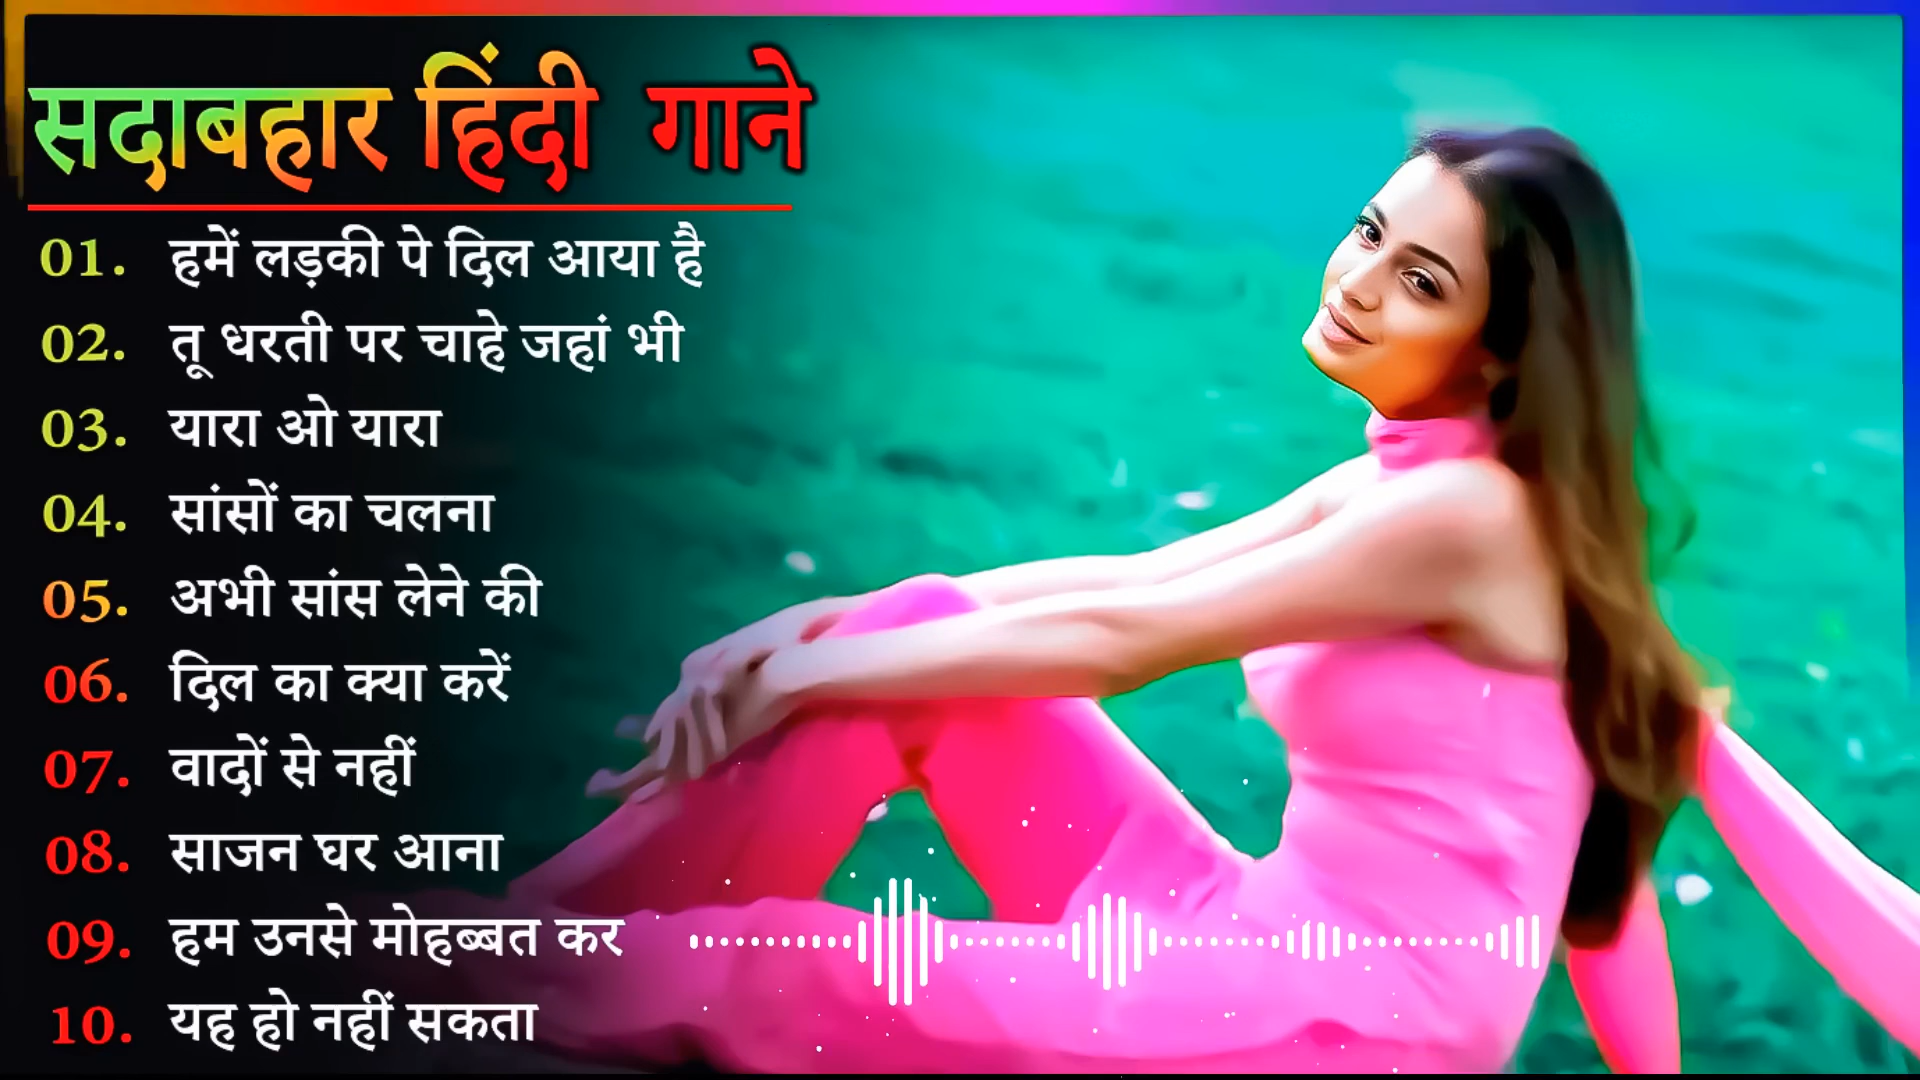 सदाबहार हिंदी गाने
01. हमें लड़की पे दिल आया है
02. तू धरती पर चाहे जहां भी
03. यारा ओ यारा
04. सांसों का चलना
05. अभी सांस लेने की
06. दिल का क्या करें
07. वादों से नहीं
08. साजन घर आना
09. हम उनसे मोहब्बत कर
10. यह हो नहीं सकता